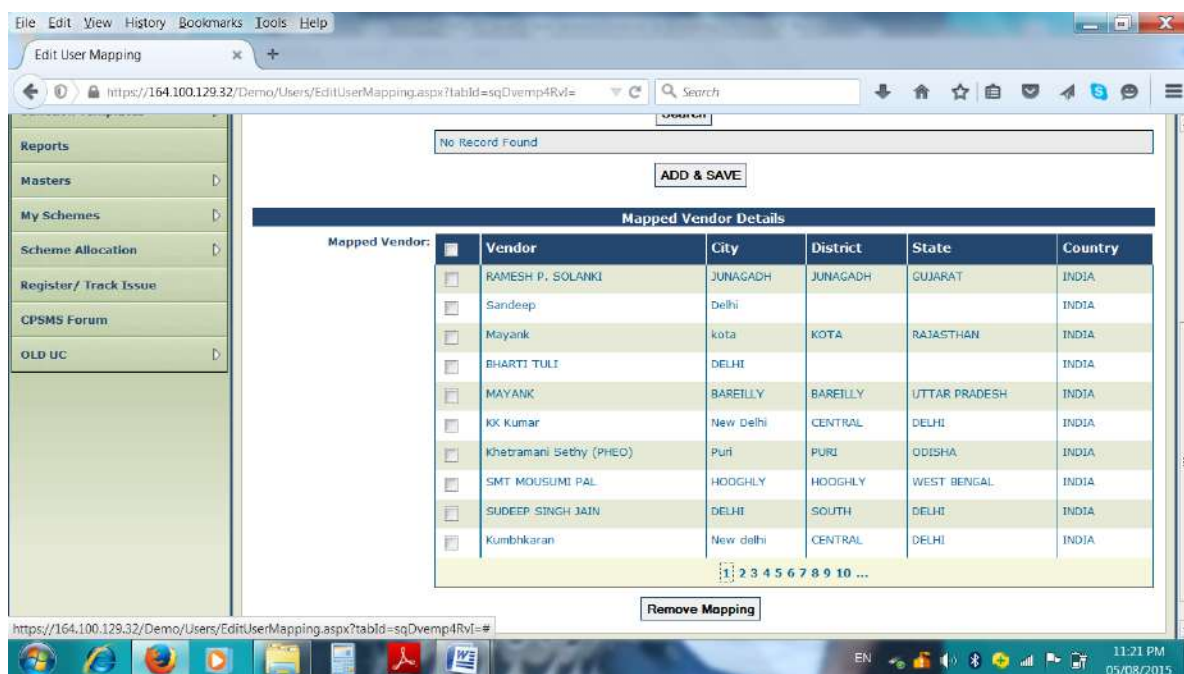 File Edit View History Bookmarks Tools Help
Edit User Mapping
https://164.100.129.32/Demo/Users/EditUserMapping.aspx?tabId=sqDvemp4RvI=
Search
Search
Reports
No Record Found
Masters
ADD & SAVE
My Schemes
Mapped Vendor Details
Scheme Allocation
Mapped Vendor: Vendor City District State Country
Register/ Track Issue
RAMESH P. SOLANKI JUNAGADH JUNAGADH GUJARAT INDIA
Sandeep Delhi INDIA
CPSMS Forum
Mayank kota KOTA RAJASTHAN INDIA
OLD UC
BHARTI TULI DELHI INDIA
MAYANK BAREILLY BAREILLY UTTAR PRADESH INDIA
KK Kumar New Delhi CENTRAL DELHI INDIA
Khetramani Sethy (PHEO) Puri PURI ODISHA INDIA
SMT MOUSUMI PAL HOOGHLY HOOGHLY WEST BENGAL INDIA
SUDEEP SINGH JAIN DELHI SOUTH DELHI INDIA
Kumbhkaran New delhi CENTRAL DELHI INDIA
1 2 3 4 5 6 7 8 9 10 ...
Remove Mapping
https://164.100.129.32/Demo/Users/EditUserMapping.aspx?tabid=sqDvemp4RvI=#
EN
11:21 PM
05/08/2015